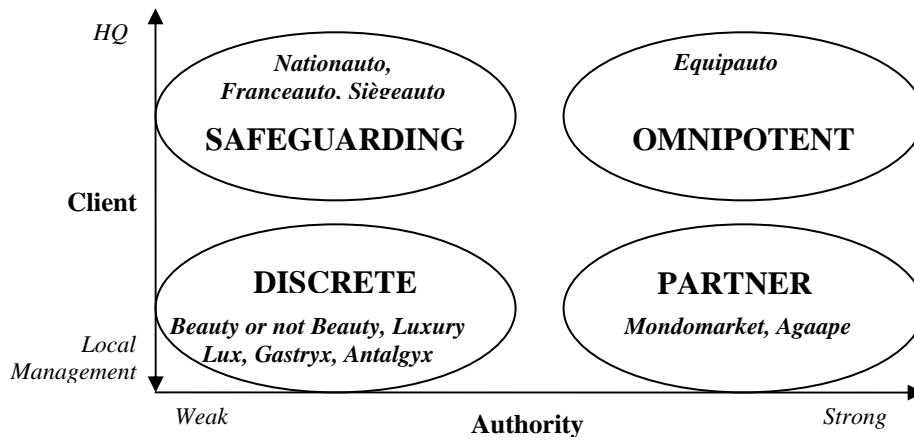 HQ
Nationauto,
Franceauto, Siègeauto
SAFEGUARDING
Equipauto
OMNIPOTENT
Client
DISCRETE
Beauty or not Beauty, Luxury
Lux, Gastryx, Antalgyx
PARTNER
Mondomarket, Agaape
Local
Management
Weak
Authority
Strong